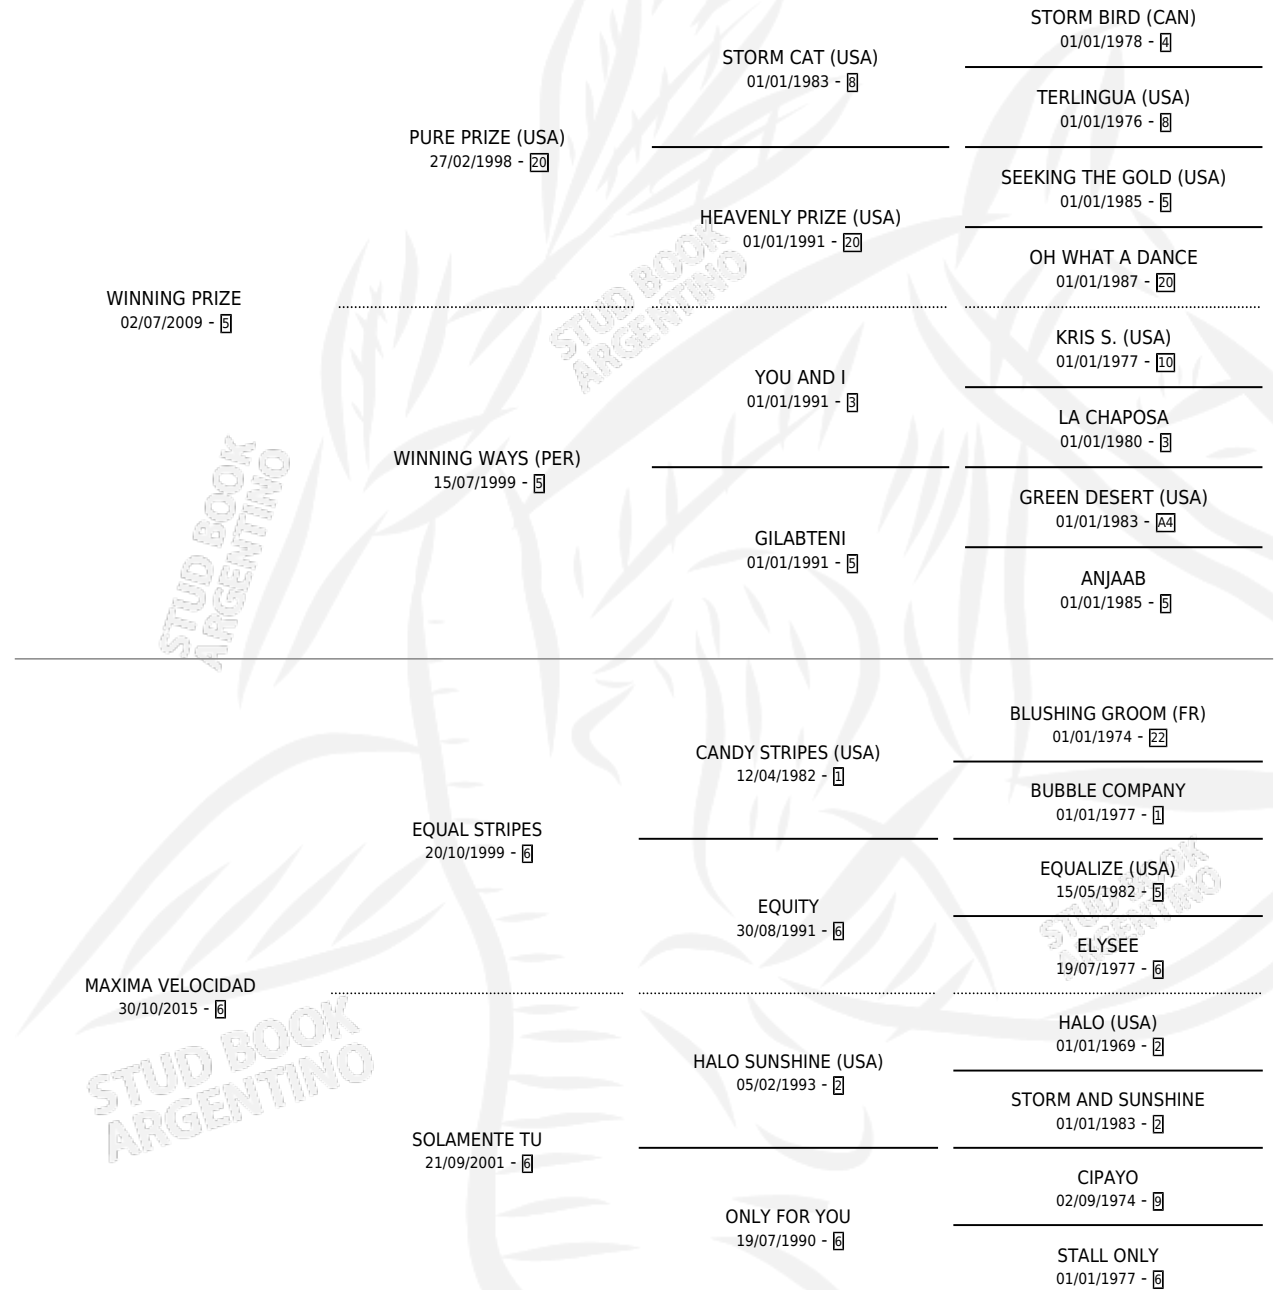 STORM BIRD (CAN)
01/01/1978 - 4
STORM CAT (USA)
01/01/1983 - 8
TERLINGUA (USA)
01/01/1976 - 8
PURE PRIZE (USA)
27/02/1998 - 20
SEEKING THE GOLD (USA)
01/01/1985 - 5
HEAVENLY PRIZE (USA)
01/01/1991 - 20
OH WHAT A DANCE
01/01/1987 - 20
WINNING PRIZE
02/07/2009 - 5
KRIS S. (USA)
01/01/1977 - 10
YOU AND I
01/01/1991 - 3
LA CHAPOSA
01/01/1980 - 3
WINNING WAYS (PER)
15/07/1999 - 5
GREEN DESERT (USA)
01/01/1983 - A4
GILABTENI
01/01/1991 - 5
ANJAAB
01/01/1985 - 5
BLUSHING GROOM (FR)
01/01/1974 - 22
CANDY STRIPES (USA)
12/04/1982 - 1
BUBBLE COMPANY
01/01/1977 - 1
EQUAL STRIPES
20/10/1999 - 6
EQUALIZE (USA)
15/05/1982 - 5
EQUITY
30/08/1991 - 6
ELYSEE
19/07/1977 - 6
MAXIMA VELOCIDAD
30/10/2015 - 6
HALO (USA)
01/01/1969 - 2
HALO SUNSHINE (USA)
05/02/1993 - 2
STORM AND SUNSHINE
01/01/1983 - 2
SOLAMENTE TU
21/09/2001 - 6
CIPAYO
02/09/1974 - 9
ONLY FOR YOU
19/07/1990 - 6
STALL ONLY
01/01/1977 - 6
STUD BOOK
ARGENTINO
STUD BOOK
ARGENTINO
STUD BOOK
ARGENTINO
STUD BOOK
ARGENTINO